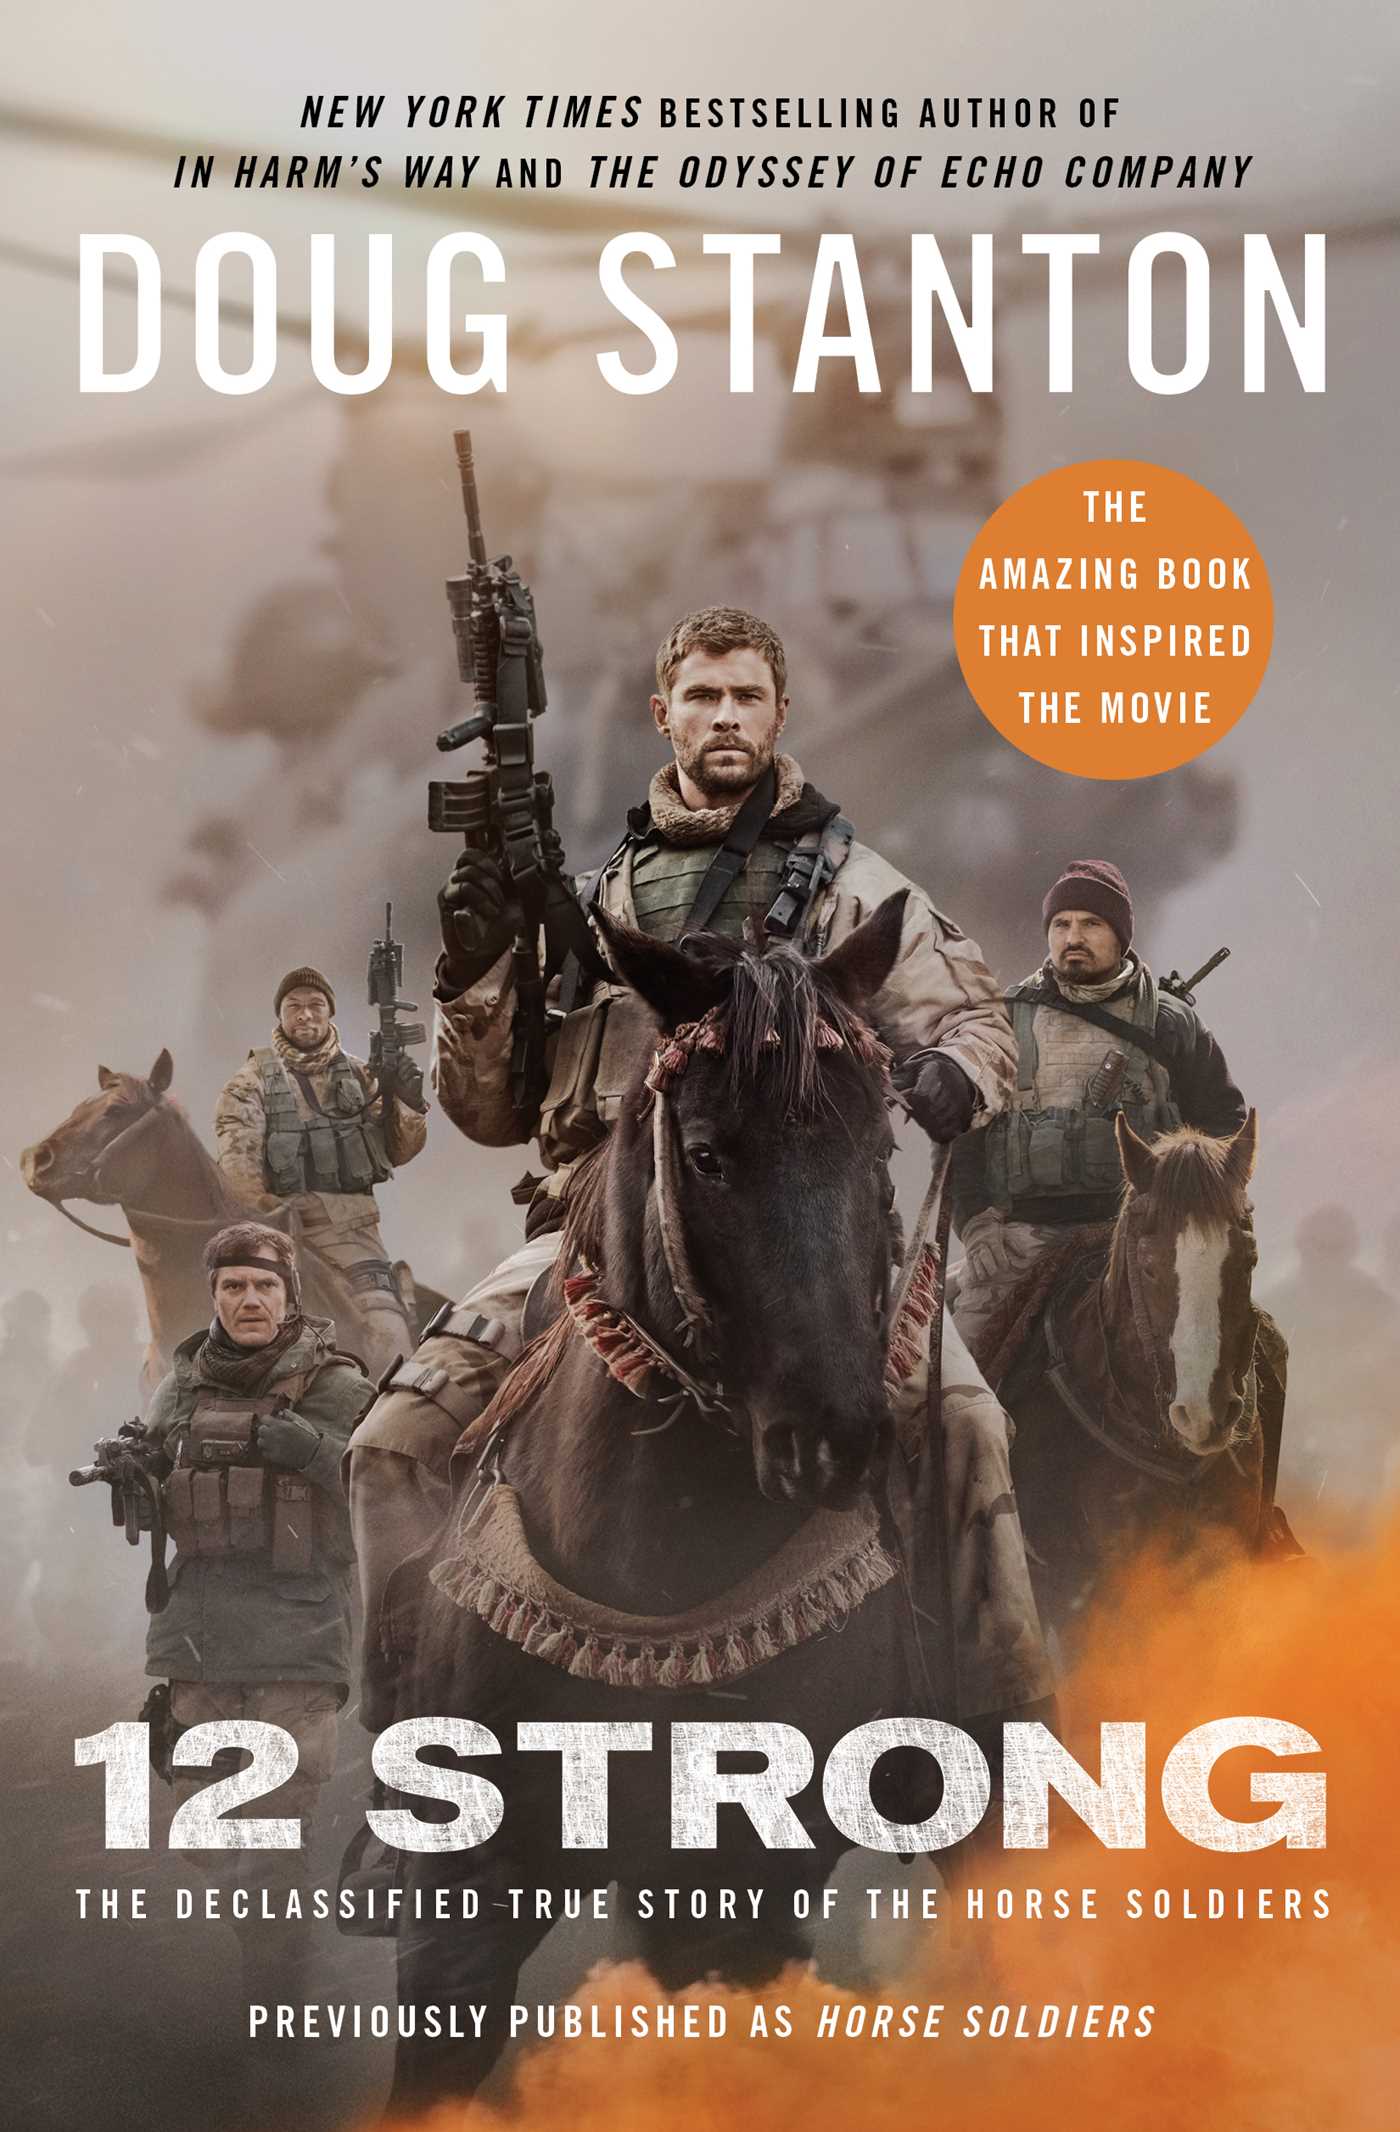 NEW YORK TIMES BESTSELLING AUTHOR OF
IN HARM'S WAY AND THE ODYSSEY OF ECHO COMPANY
DOUG STANTON
THE
AMAZING BOOK
THAT INSPIRED
THE MOVIE
12 STRONG
THE DECLASSIFIED TRUE STORY OF THE HORSE SOLDIERS
PREVIOUSLY PUBLISHED AS HORSE SOLDIERS